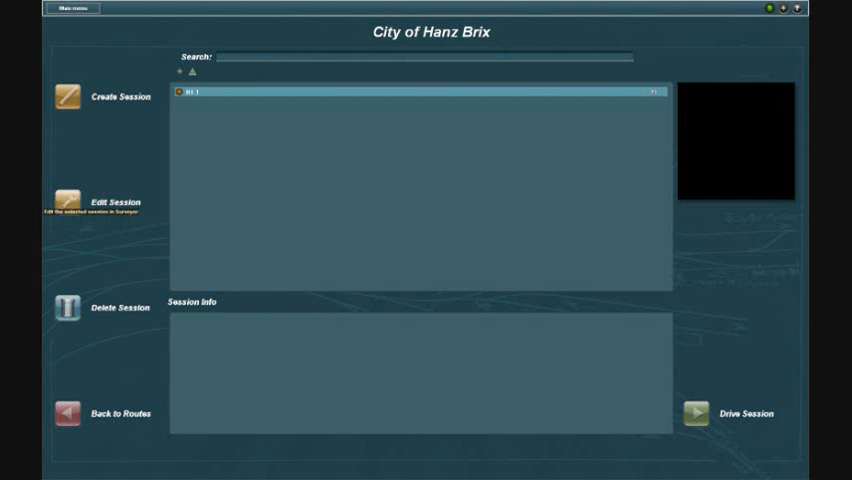 Main menu
City of Hanz Brix
Search:
Create Session
Edit Session
Edit the selected session in Surveyor
Delete Session
Session Info
Back to Routes
Drive Session